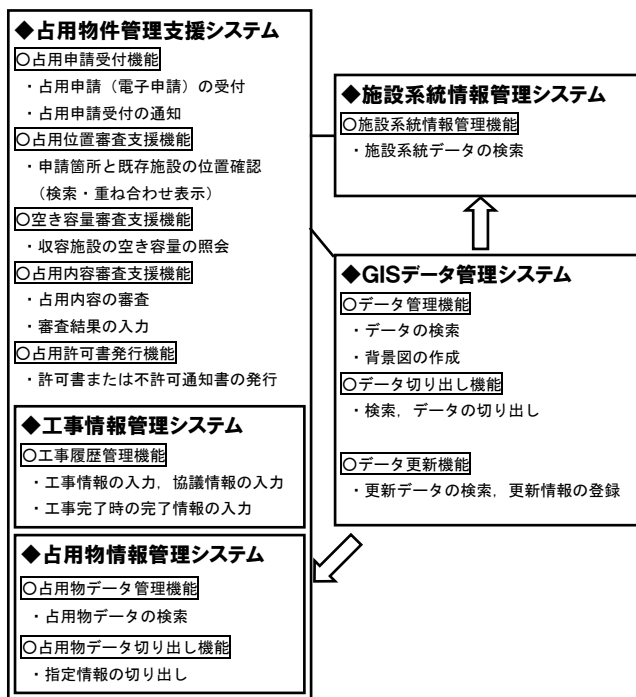 ◆占用物件管理支援システム
○占用申請受付機能
・占用申請（電子申請）の受付
・占用申請受付の通知
○占用位置審査支援機能
・申請箇所と既存施設の位置確認
（検索・重ね合わせ表示）
○空き容量審査支援機能
・収容施設の空き容量の照会
○占用内容審査支援機能
・占用内容の審査
・審査結果の入力
○占用許可書発行機能
・許可書または不許可通知書の発行
◆工事情報管理システム
○工事履歴管理機能
・工事情報の入力，協議情報の入力
・工事完了時の完了情報の入力
◆占用物情報管理システム
○占用物データ管理機能
・占用物データの検索
○占用物データ切り出し機能
・指定情報の切り出し
◆施設系統情報管理システム
○施設系統情報管理機能
・施設系統データの検索
◆GISデータ管理システム
○データ管理機能
・データの検索
・背景図の作成
○データ切り出し機能
・検索，データの切り出し
○データ更新機能
・更新データの検索，更新情報の登録